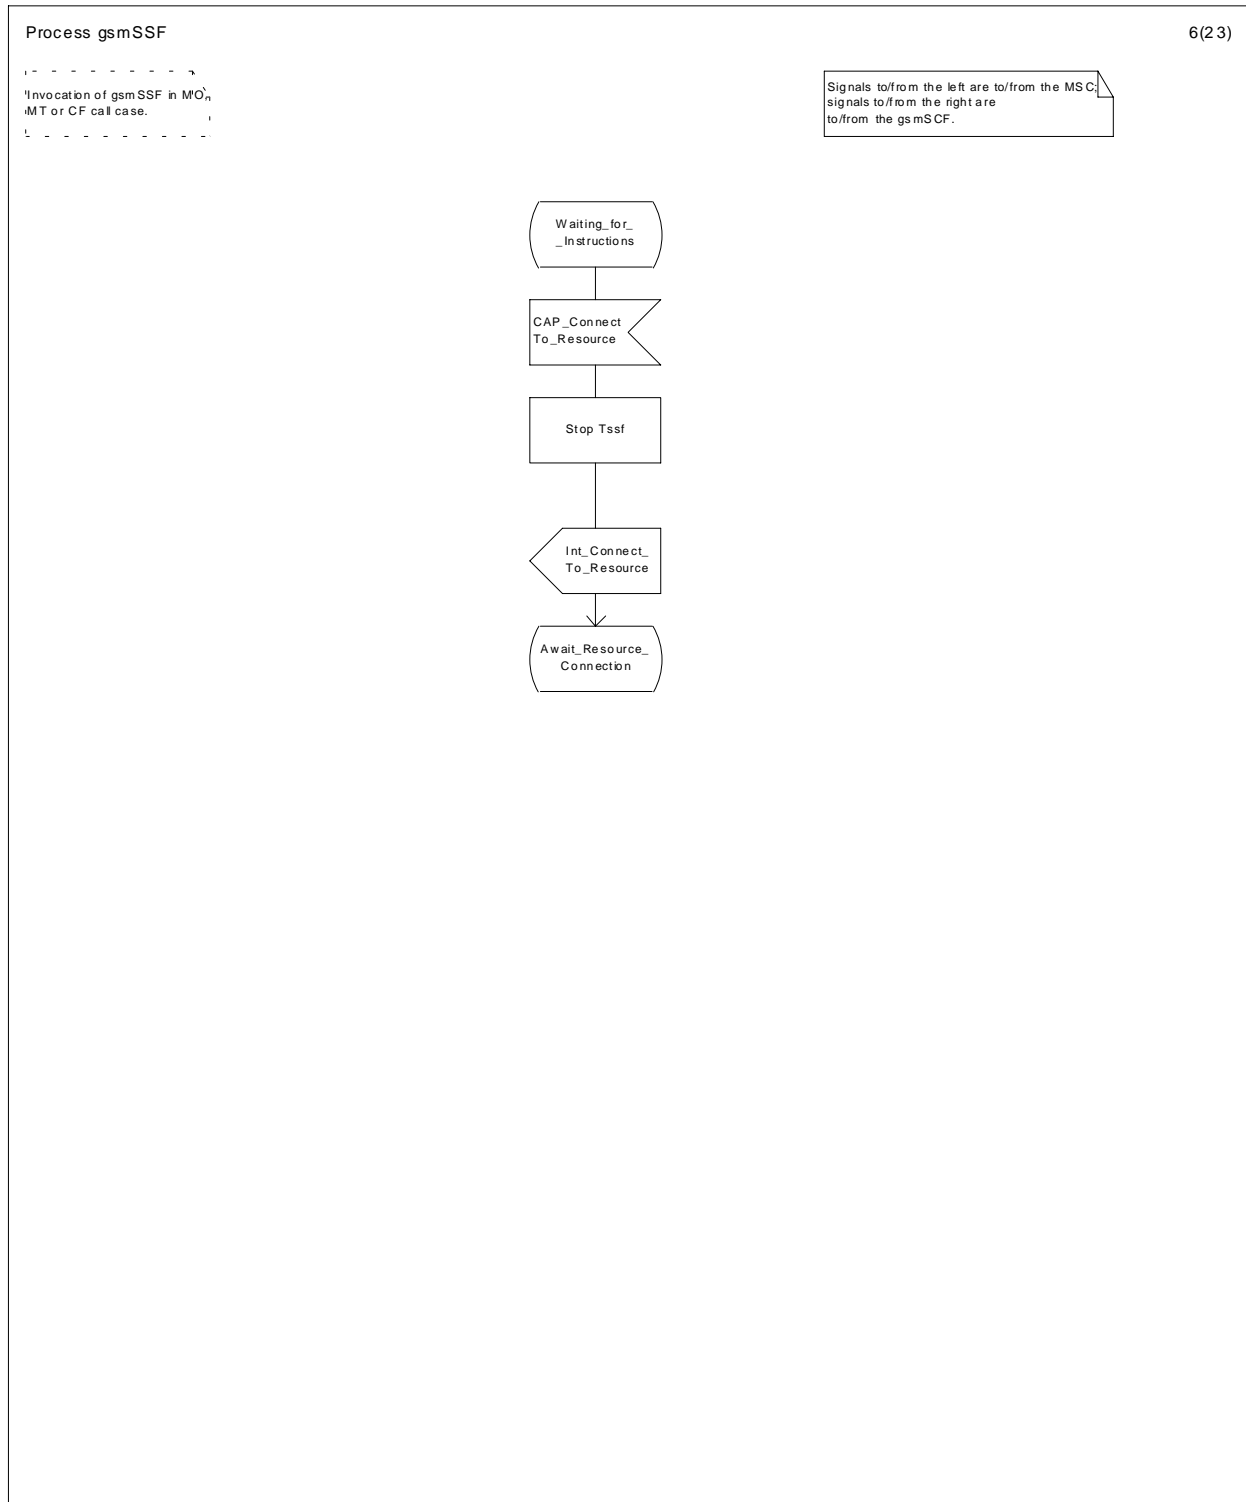 Process gsmSSF
6(23)
Invocation of gsmSSF in MO,
MT or CF call case.
Signals to/from the left are to/from the MSC;
signals to/from the right are
to/from the gsmSCF.
Waiting_for_
_Instructions
CAP_Connect
To_Resource
Stop Tssf
Int_Connect_
To_Resource
Await_Resource_
Connection